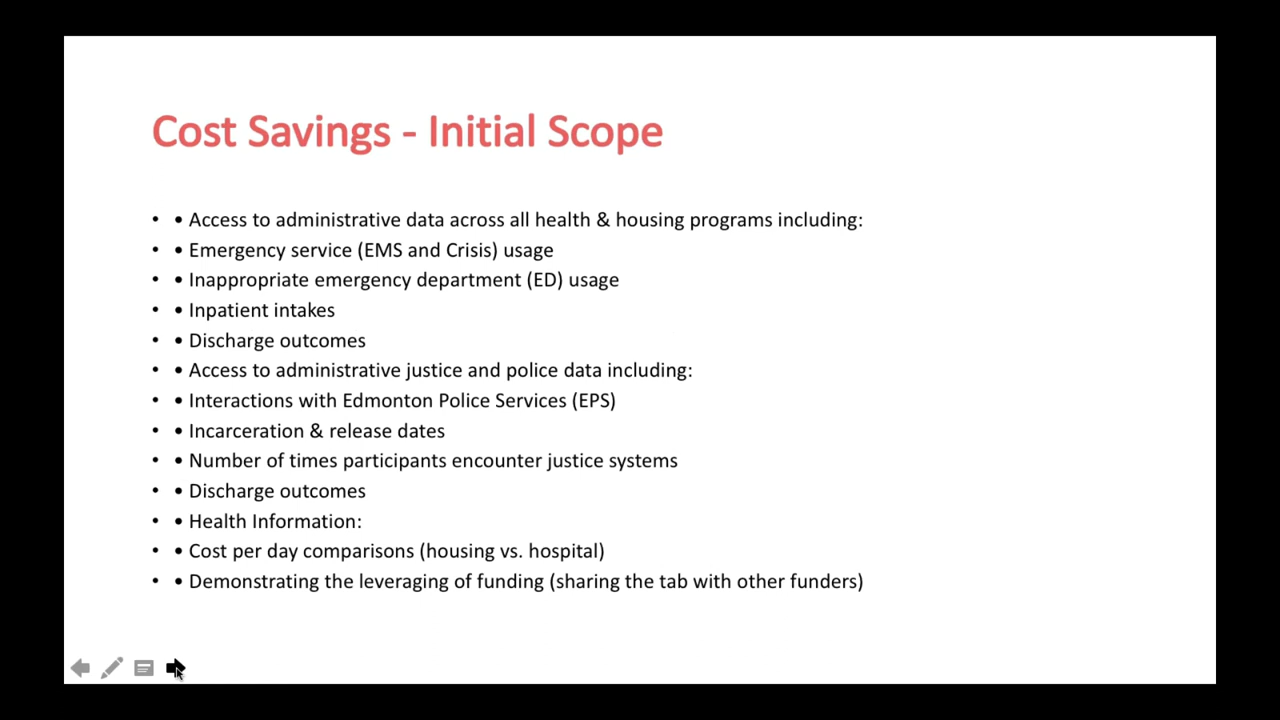 Cost Savings - Initial Scope
• • Access to administrative data across all health & housing programs including:
• • Emergency service (EMS and Crisis) usage
• • Inappropriate emergency department (ED) usage
• • Inpatient intakes
• • Discharge outcomes
• • Access to administrative justice and police data including:
• • Interactions with Edmonton Police Services (EPS)
• • Incarceration & release dates
• • Number of times participants encounter justice systems
• • Discharge outcomes
• • Health Information:
• • Cost per day comparisons (housing vs. hospital)
• • Demonstrating the leveraging of funding (sharing the tab with other funders)